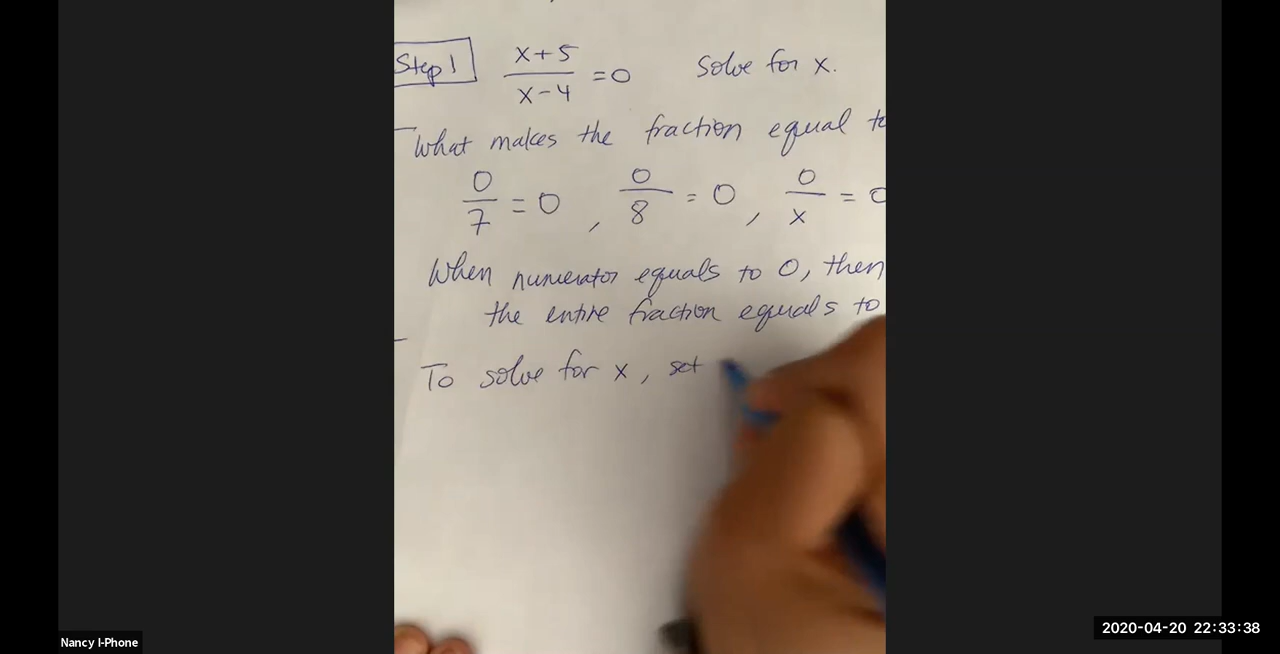 Step 1
x+5
x-4
=0
Solve for x.
What makes the fraction equal to
0/7 = 0 , 0/8 = 0 , 0/x = 0
When numerator equals to 0, then
the entire fraction equals to
To solve for x, set
Nancy I-Phone
2020-04-20 22:33:38